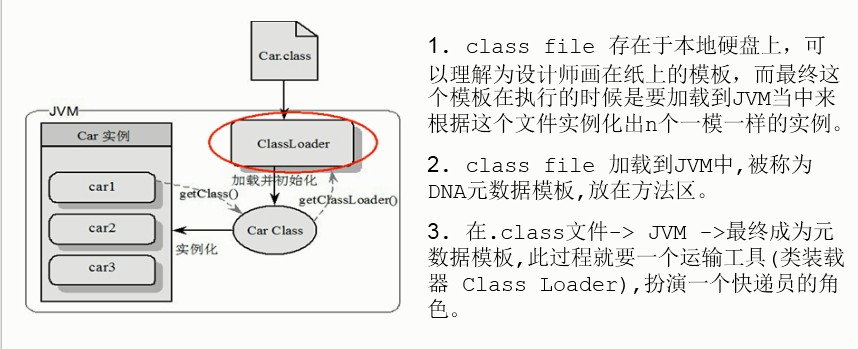 Car.class
JVM
Car 实例
ClassLoader
car1
加载并初始化
getClass()
getClassLoader()
car2
Car Class
实例化
car3
1. class file 存在于本地硬盘上，可
以理解为设计师画在纸上的模板，而最终这
个模板在执行的时候是要加载到JVM当中来
根据这个文件实例化出n个一模一样的实例。
2. class file 加载到JVM中,被称为
DNA元数据模板,放在方法区。
3. 在.class文件-> JVM ->最终成为元
数据模板,此过程就要一个运输工具(类装载
器 Class Loader),扮演一个快递员的角
色。